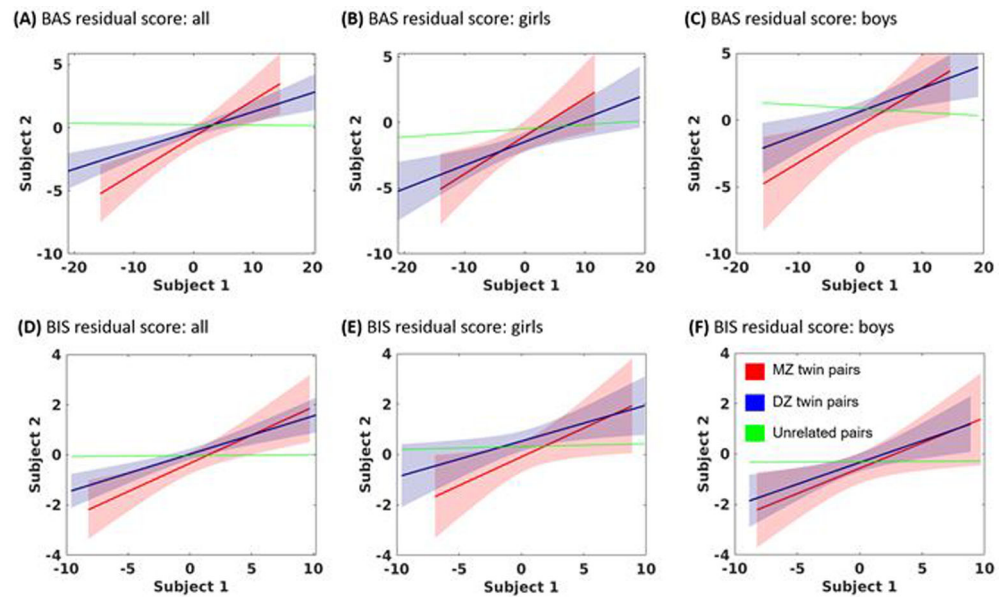 (A) BAS residual score: all
(B) BAS residual score: girls
(C) BAS residual score: boys
5
0
-5
-10
Subject 2
-20 -10 0 10 20
Subject 1
5
0
-5
-10
Subject 2
-20 -10 0 10 20
Subject 1
5
0
-5
-10
Subject 2
-20 -10 0 10 20
Subject 1
(D) BIS residual score: all
(E) BIS residual score: girls
(F) BIS residual score: boys
4
2
0
-2
-4
Subject 2
-10 -5 0 5 10
Subject 1
4
2
0
-2
-4
Subject 2
-10 -5 0 5 10
Subject 1
4
2
0
-2
-4
Subject 2
MZ twin pairs
DZ twin pairs
Unrelated pairs
-10 -5 0 5 10
Subject 1